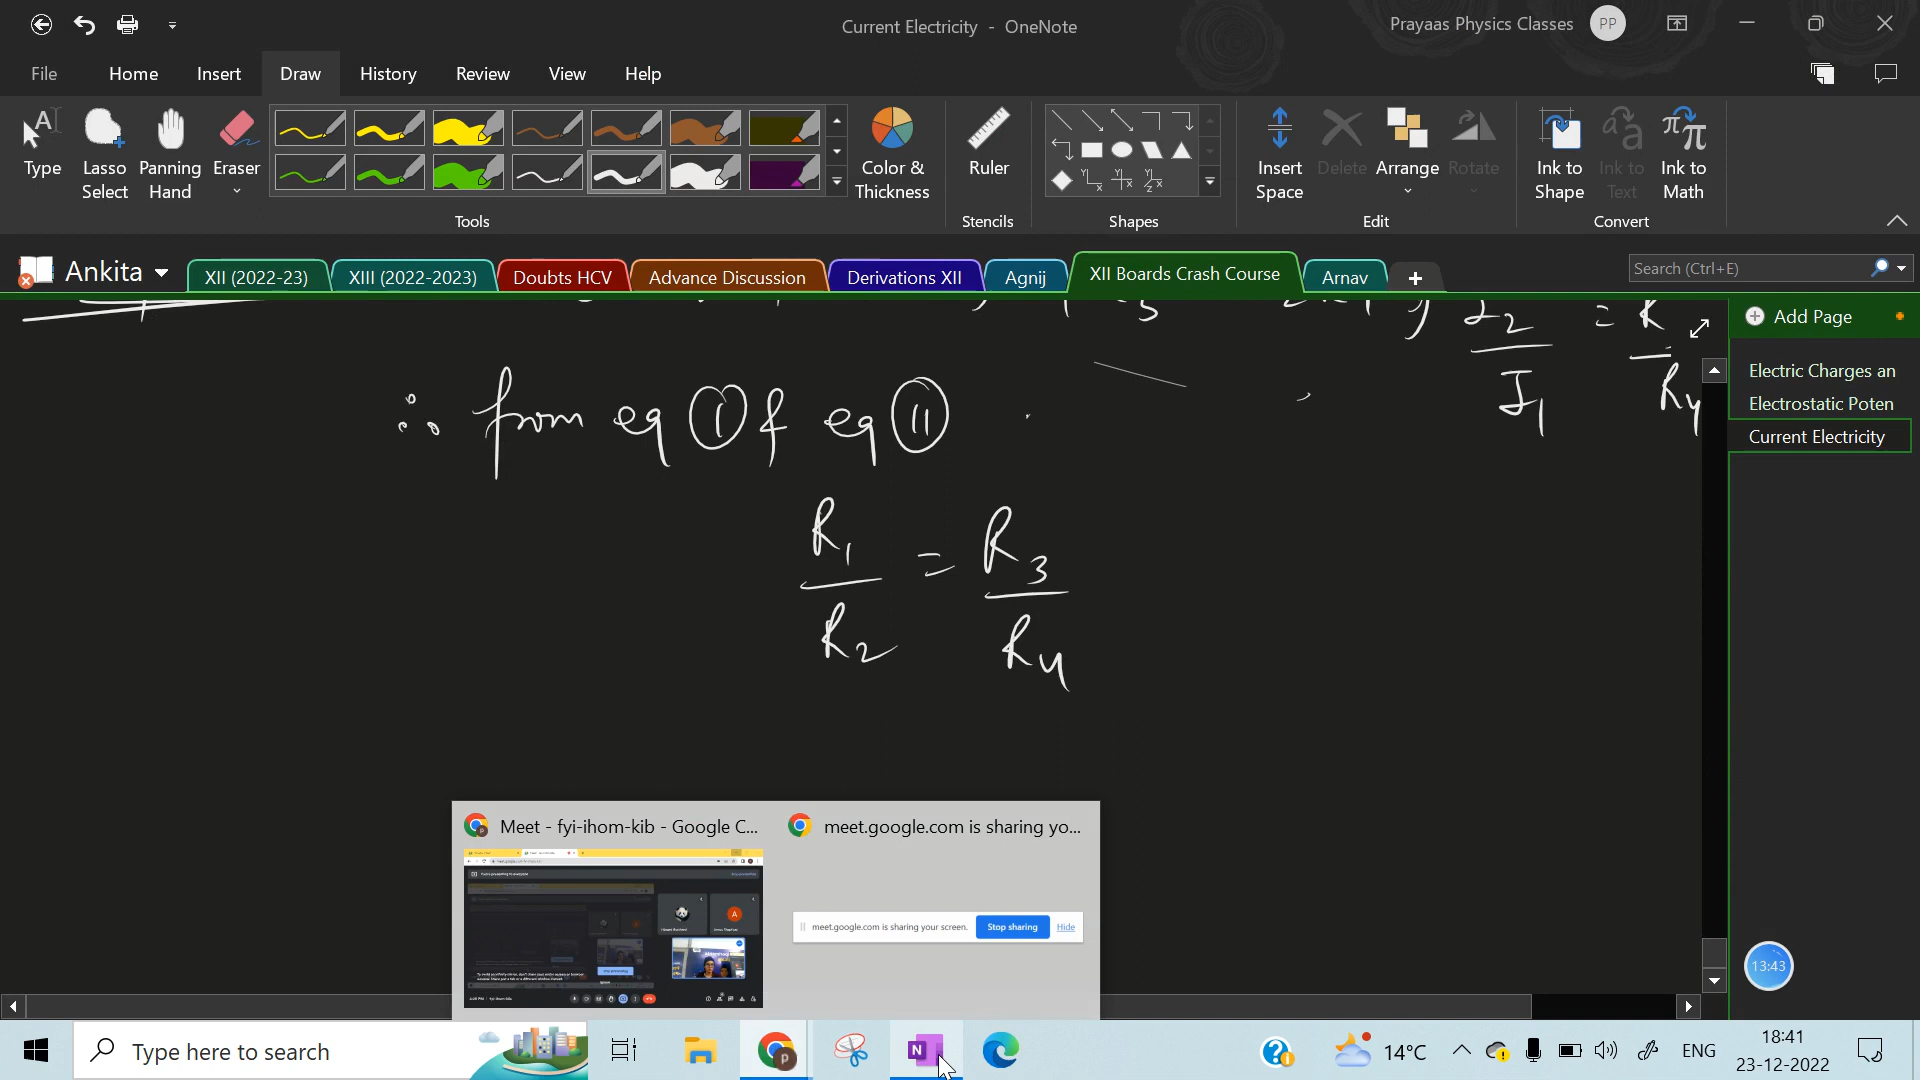 Current Electricity - OneNote
Prayaas Physics Classes PP
File Home Insert Draw History Review View Help
Type
Lasso Select
Panning Hand
Eraser
Color & Thickness
Ruler
Insert Space
Delete
Arrange
Rotate
Ink to Shape
Ink to Text
Ink to Math
Tools
Stencils
Shapes
Edit
Convert
Ankita
XII (2022-23)
XIII (2022-2023)
Doubts HCV
Advance Discussion
Derivations XII
Agnij
XII Boards Crash Course
Arnav
Search (Ctrl+E)
Add Page
Electric Charges an
Electrostatic Poten
Current Electricity
I2 / I1 = R / R4
∴ from eq (I) & eq (II)
R1 / R2 = R3 / R4
Meet - fyi-ihom-kib - Google C...
meet.google.com is sharing yo...
meet.google.com is sharing your screen. Stop sharing Hide
13:43
Type here to search
14°C
ENG
18:41
23-12-2022